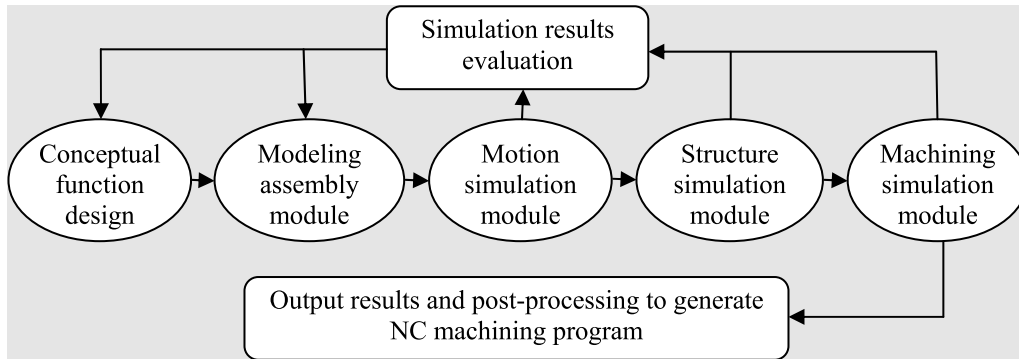 Simulation results
evaluation
Conceptual
function
design
Modeling
assembly
module
Motion
simulation
module
Structure
simulation
module
Machining
simulation
module
Output results and post-processing to generate
NC machining program